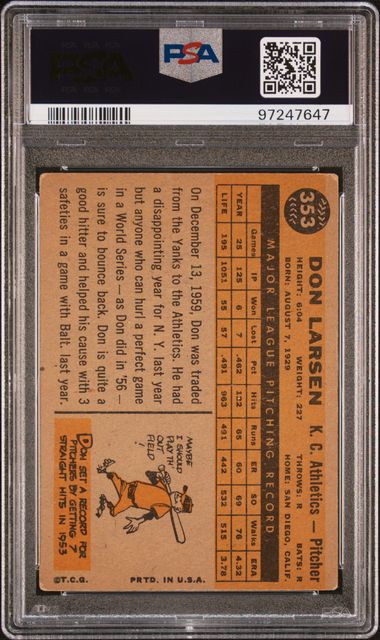 PSA
97247647
353
DON LARSEN K. C. Athletics — Pitcher
HEIGHT: 6:04 WEIGHT: 227 THROWS: R BATS: R
BORN: AUGUST 7, 1929 HOME: SAN DIEGO, CALIF.
MAJOR LEAGUE PITCHING RECORD
Games IP Won Lost Pct Hits Runs ER SO Walks ERA
YEAR 25 125 6 7 .462 122 65 60 69 76 4.32
LIFE 195 1051 55 57 .491 963 491 442 532 515 3.78
On December 13, 1959, Don was traded
from the Yanks to the Athletics. He had
a disappointing year for N. Y. last year
but anyone who can hurl a perfect game
in a World Series — as Don did in '56 —
is sure to bounce back. Don is quite a
good hitter and helped his cause with 3
safeties in a game with Balt. last year.
MAYBE
I SHOULD
PLAY TH'
OUT
FIELD!
DON SET A RECORD FOR
PITCHERS BY GETTING 7
STRAIGHT HITS IN 1953
©T.C.G. PRTD. IN U.S.A.
PSA